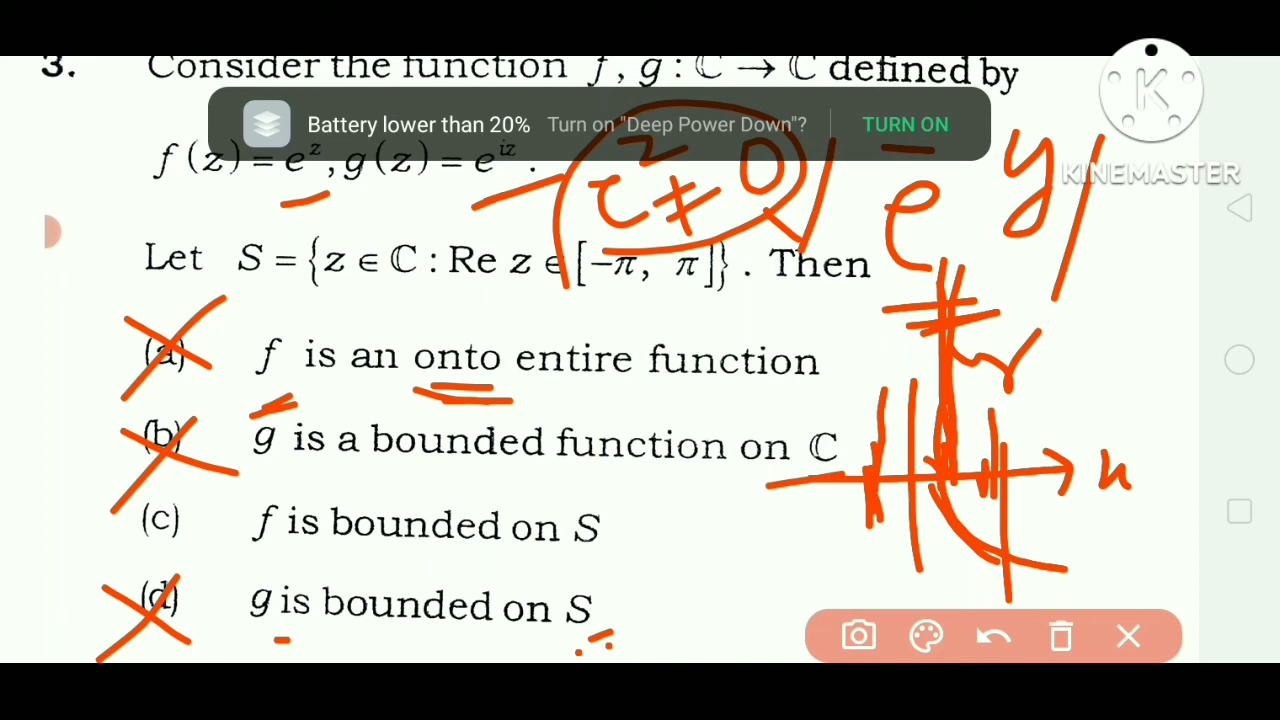 3. Consider the function f, g : ℂ → ℂ defined by
Battery lower than 20% Turn on "Deep Power Down"? TURN ON
K
KINEMASTER
f(z) = e^z, g(z) = e^{iz}.
e^z ≠ 0
e^y
Let S = {z ∈ ℂ : Re z ∈ [−π, π]}. Then
(a) f is an onto entire function
(b) g is a bounded function on ℂ
x
(c) f is bounded on S
(d) g is bounded on S